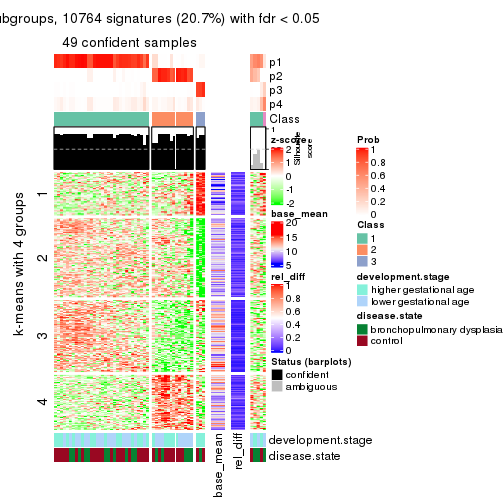 ubgroups, 10764 signatures (20.7%) with fdr < 0.05
49 confident samples
p1
p2
p3
p4
Class
1
Silhouette
score
k-means with 4 groups
1
2
3
4
base_mean
rel_diff
development.stage
disease.state
z-score
2
1
0
-1
-2
base_mean
20
15
10
5
rel_diff
1
0.8
0.6
0.4
0.2
0
Status (barplots)
confident
ambiguous
Prob
1
0.8
0.6
0.4
0.2
0
Class
1
2
3
development.stage
higher gestational age
lower gestational age
disease.state
bronchopulmonary dysplasia
control